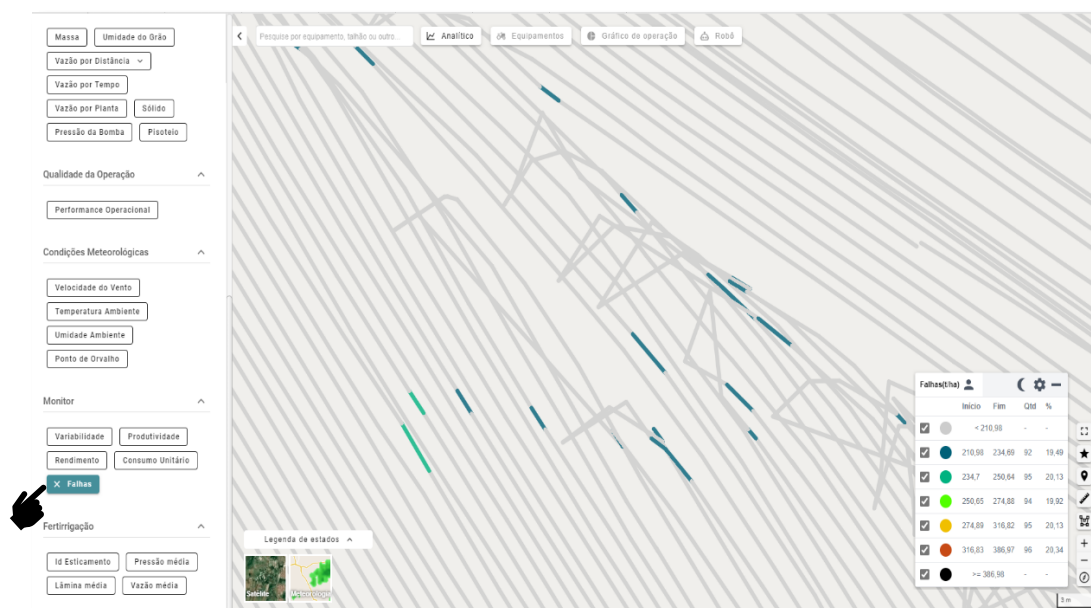 Massa Umidade do Grão
Vazão por Distância
Vazão por Tempo
Vazão por Planta Sólido
Pressão da Bomba Pisoteio
Qualidade da Operação
Performance Operacional
Condições Meteorológicas
Velocidade do Vento
Temperatura Ambiente
Umidade Ambiente
Ponto de Orvalho
Monitor
Variabilidade Produtividade
Rendimento Consumo Unitário
× Falhas
Fertirrigação
Id Esticamento Pressão média
Lâmina média Vazão média
Pesquise por equipamento, talhão ou outro... Analítico Equipamentos Gráfico de operação Robô
Legenda de estados
Satélite Meteorologia
Falhas(t/ha)
Início Fim Qtd %
< 210,98 - -
210,98 234,69 92 19,49
234,7 250,64 95 20,13
250,65 274,88 94 19,92
274,89 316,82 95 20,13
316,83 386,97 96 20,34
>= 386,98 - -
3 m